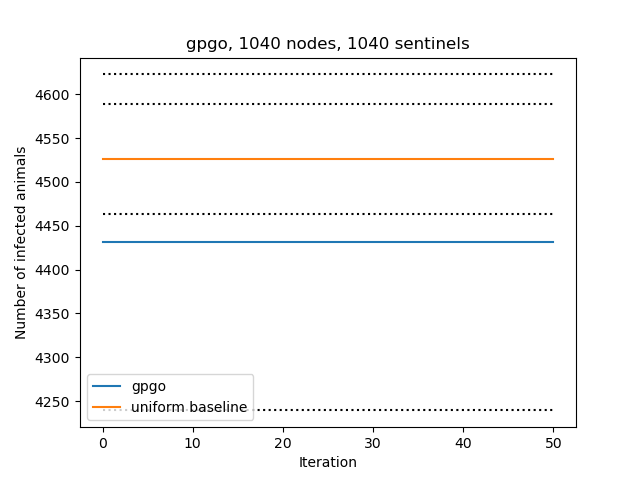 gpgo, 1040 nodes, 1040 sentinels
Number of infected animals
4600
4550
4500
4450
4400
4350
4300
4250
gpgo
uniform baseline
0 10 20 30 40 50
Iteration